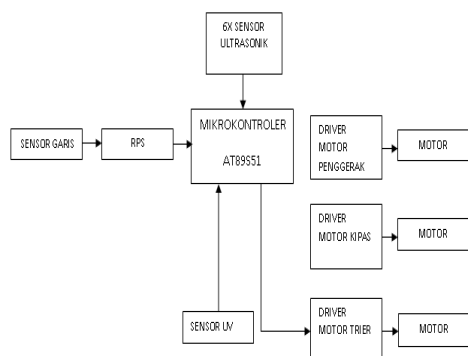 6X SENSOR
ULTRASONIK
MIKROKONTROLER
AT89S51
SENSOR GARIS
RPS
DRIVER
MOTOR
PENGGERAK
MOTOR
DRIVER
MOTOR KIPAS
MOTOR
SENSOR UV
DRIVER
MOTOR TRIER
MOTOR